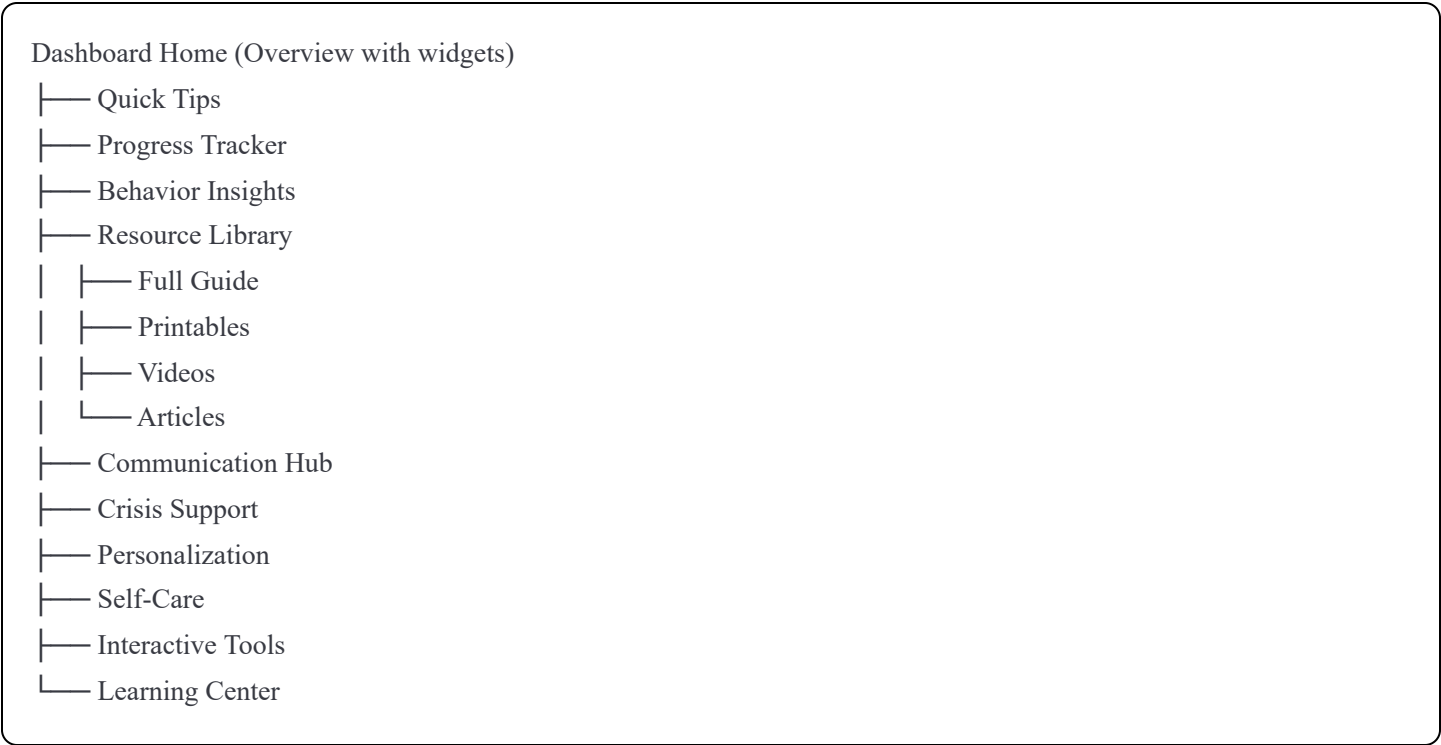 Dashboard Home (Overview with widgets)
├── Quick Tips
├── Progress Tracker
├── Behavior Insights
├── Resource Library
│   ├── Full Guide
│   ├── Printables
│   ├── Videos
│   └── Articles
├── Communication Hub
├── Crisis Support
├── Personalization
├── Self-Care
├── Interactive Tools
└── Learning Center